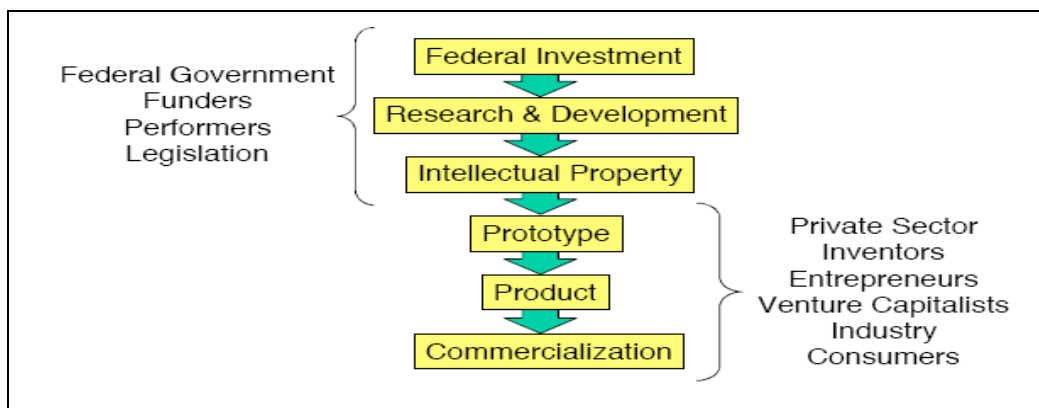 Federal Government
Funders
Performers
Legislation
Federal Investment
Research & Development
Intellectual Property
Prototype
Product
Commercialization
Private Sector
Inventors
Entrepreneurs
Venture Capitalists
Industry
Consumers